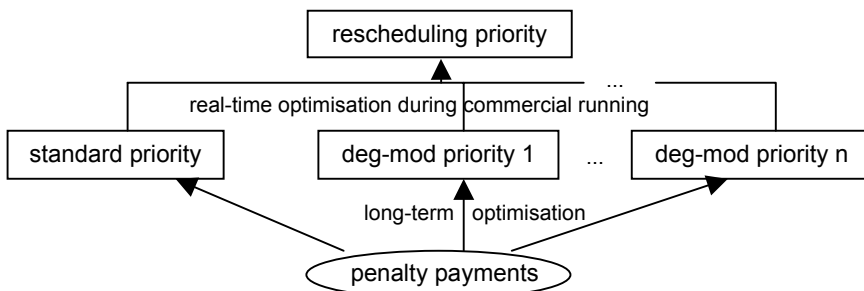 rescheduling priority
...
real-time optimisation during commercial running
standard priority
deg-mod priority 1
...
deg-mod priority n
long-term optimisation
penalty payments